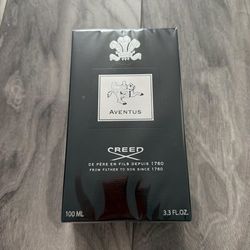 AVENTUS
CREED
DE PÈRE EN FILS DEPUIS 1760
FROM FATHER TO SON SINCE 1760
100 ML 3.3 FL.OZ.